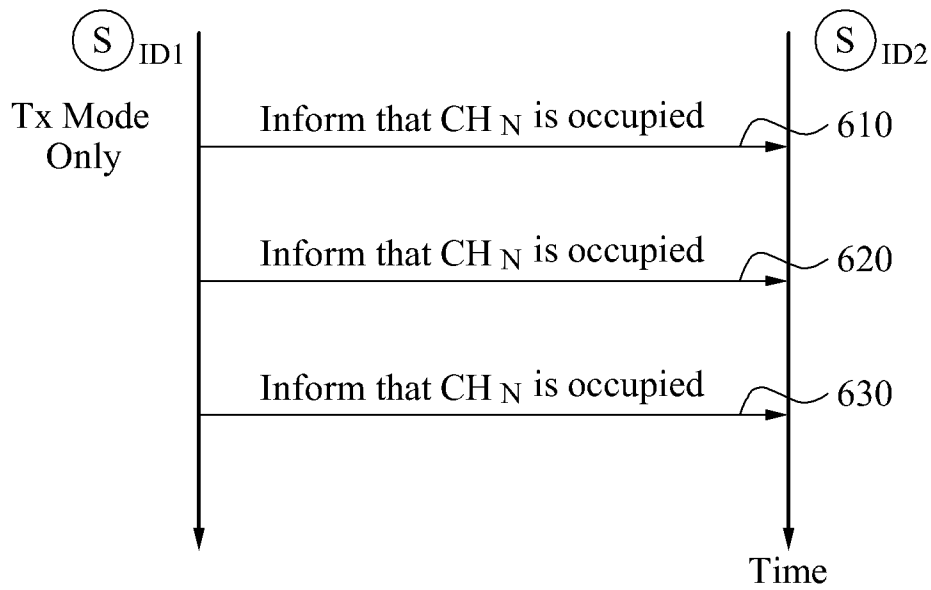 S ID1
S ID2
Tx Mode
Only
Inform that CH N is occupied
610
Inform that CH N is occupied
620
Inform that CH N is occupied
630
Time